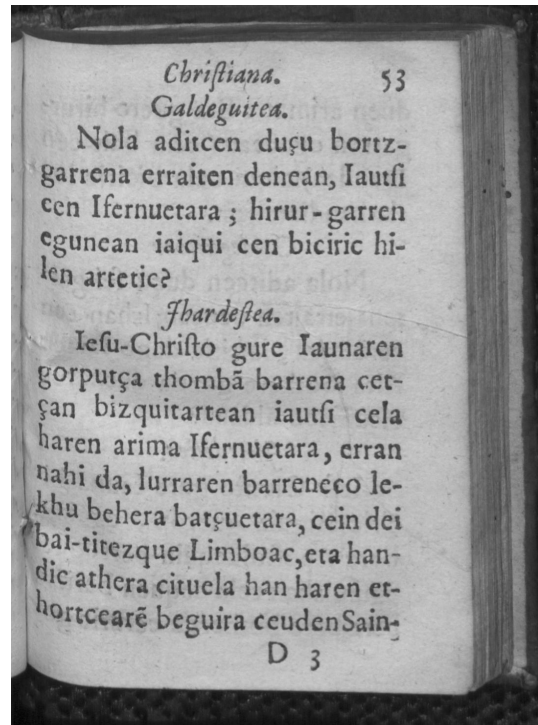 Chriſtiana. 53
Galdeguitea.
Nola aditcen duçu bortz-
garrena erraiten denean, Iautſi
cen Ifernuetara ; hirur-garren
egunean iaiqui cen biciric hi-
len artetic?
Jhardeſtea.
Ieſu-Chriſto gure Iaunaren
gorputça thombā barrena cet-
çan bizquitartean iautſi cela
haren arima Ifernuetara, erran
nahi da, lurraren barreneco le-
khu behera batçuetara, cein dei
bai-titezque Limboac, eta han-
dic athera cituela han haren et-
hortcearē beguira ceuden Sain-
D 3